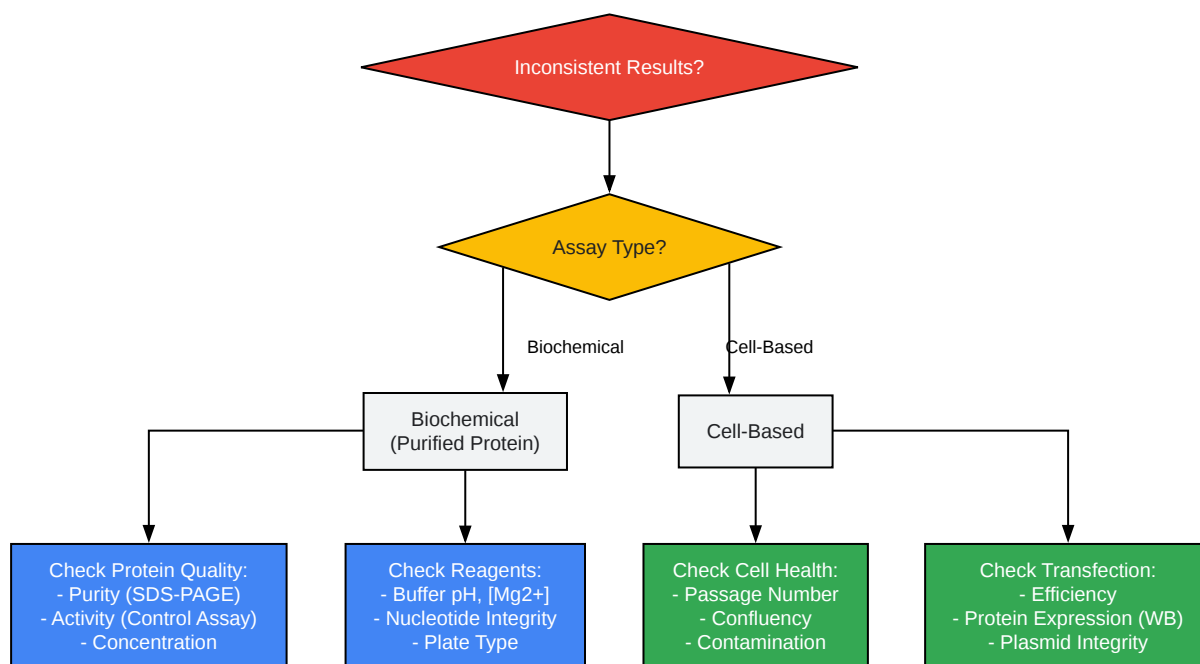 Inconsistent Results?
Assay Type?
Biochemical
Cell-Based
Biochemical
(Purified Protein)
Cell-Based
Check Protein Quality:
- Purity (SDS-PAGE)
- Activity (Control Assay)
- Concentration
Check Reagents:
- Buffer pH, [Mg2+]
- Nucleotide Integrity
- Plate Type
Check Cell Health:
- Passage Number
- Confluency
- Contamination
Check Transfection:
- Efficiency
- Protein Expression (WB)
- Plasmid Integrity